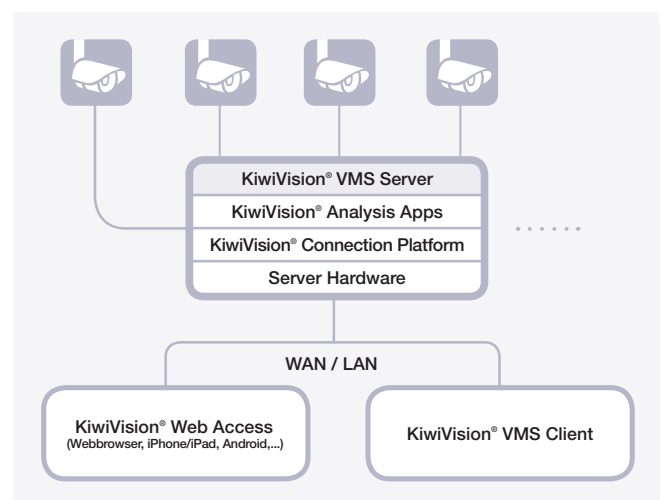 KiwiVision® VMS Server
KiwiVision® Analysis Apps
KiwiVision® Connection Platform
Server Hardware
WAN / LAN
KiwiVision® Web Access
(Webbrowser, iPhone/iPad, Android,...)
KiwiVision® VMS Client